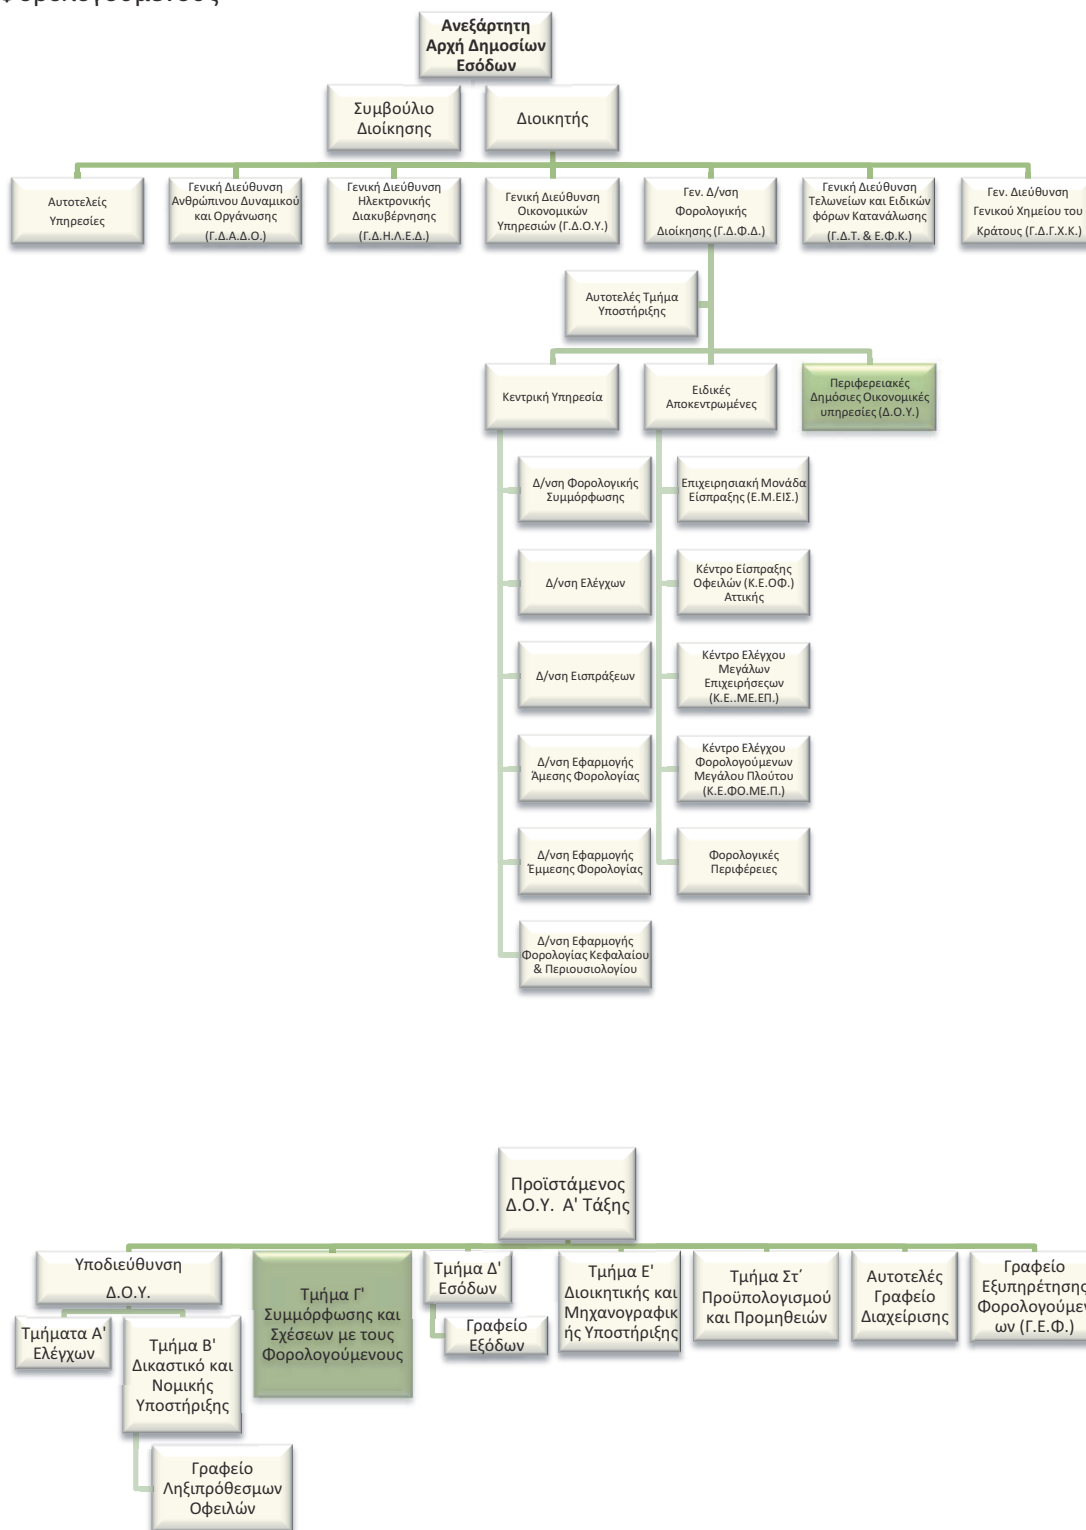 Ανεξάρτητη
Αρχή Δημοσίων
Εσόδων
Συμβούλιο
Διοίκησης
Διοικητής
Αυτοτελείς
Υπηρεσίες
Γενική Διεύθυνση
Ανθρώπινου Δυναμικού
και Οργάνωσης
(Γ.Δ.Α.Δ.Ο.)
Γενική Διεύθυνση
Ηλεκτρονικής
Διακυβέρνησης
(Γ.Δ.Η.Λ.Ε.Δ.)
Γενική Διεύθυνση
Οικονομικών
Υπηρεσιών (Γ.Δ.Ο.Υ.)
Γεν. Δ/νση
Φορολογικής
Διοίκησης (Γ.Δ.Φ.Δ.)
Γενική Διεύθυνση
Τελωνείων και Ειδικών
φόρων Κατανάλωσης
(Γ.Δ.Τ. & Ε.Φ.Κ.)
Γεν. Διεύθυνση
Γενικού Χημείου του
Κράτους (Γ.Δ.Γ.Χ.Κ.)
Αυτοτελές Τμήμα
Υποστήριξης
Κεντρική Υπηρεσία
Ειδικές
Αποκεντρωμένες
Περιφερειακές
Δημόσιες Οικονομικές
υπηρεσίες (Δ.Ο.Υ.)
Δ/νση Φορολογικής
Συμμόρφωσης
Δ/νση Ελέγχων
Δ/νση Εισπράξεων
Δ/νση Εφαρμογής
Άμεσης Φορολογίας
Δ/νση Εφαρμογής
Έμμεσης Φορολογίας
Δ/νση Εφαρμογής
Φορολογίας Κεφαλαίου
& Περιουσιολογίου
Επιχειρησιακή Μονάδα
Είσπραξης (Ε.Μ.ΕΙΣ.)
Κέντρο Είσπραξης
Οφειλών (Κ.Ε.ΟΦ.)
Αττικής
Κέντρο Ελέγχου
Μεγάλων
Επιχειρήσεςων
(Κ.Ε..ΜΕ.ΕΠ.)
Κέντρο Ελέγχου
Φορολογούμενων
Μεγάλου Πλούτου
(Κ.Ε.ΦΟ.ΜΕ.Π.)
Φορολογικές
Περιφέρειες
Προϊστάμενος
Δ.Ο.Υ. Α' Τάξης
Υποδιεύθυνση
Δ.Ο.Υ.
Τμήματα Α'
Ελέγχων
Τμήμα Β'
Δικαστικό και
Νομικής
Υποστήριξης
Γραφείο
Ληξιπρόθεσμων
Οφειλών
Τμήμα Γ'
Συμμόρφωσης και
Σχέσεων με τους
Φορολογούμενους
Τμήμα Δ'
Εσόδων
Γραφείο
Εξόδων
Τμήμα Ε'
Διοικητικής και
Μηχανογραφικ
ής Υποστήριξης
Τμήμα Στ΄
Προϋπολογισμού
και Προμηθειών
Αυτοτελές
Γραφείο
Διαχείρισης
Γραφείο
Εξυπηρέτησης
Φορολογούμεν
ων (Γ.Ε.Φ.)